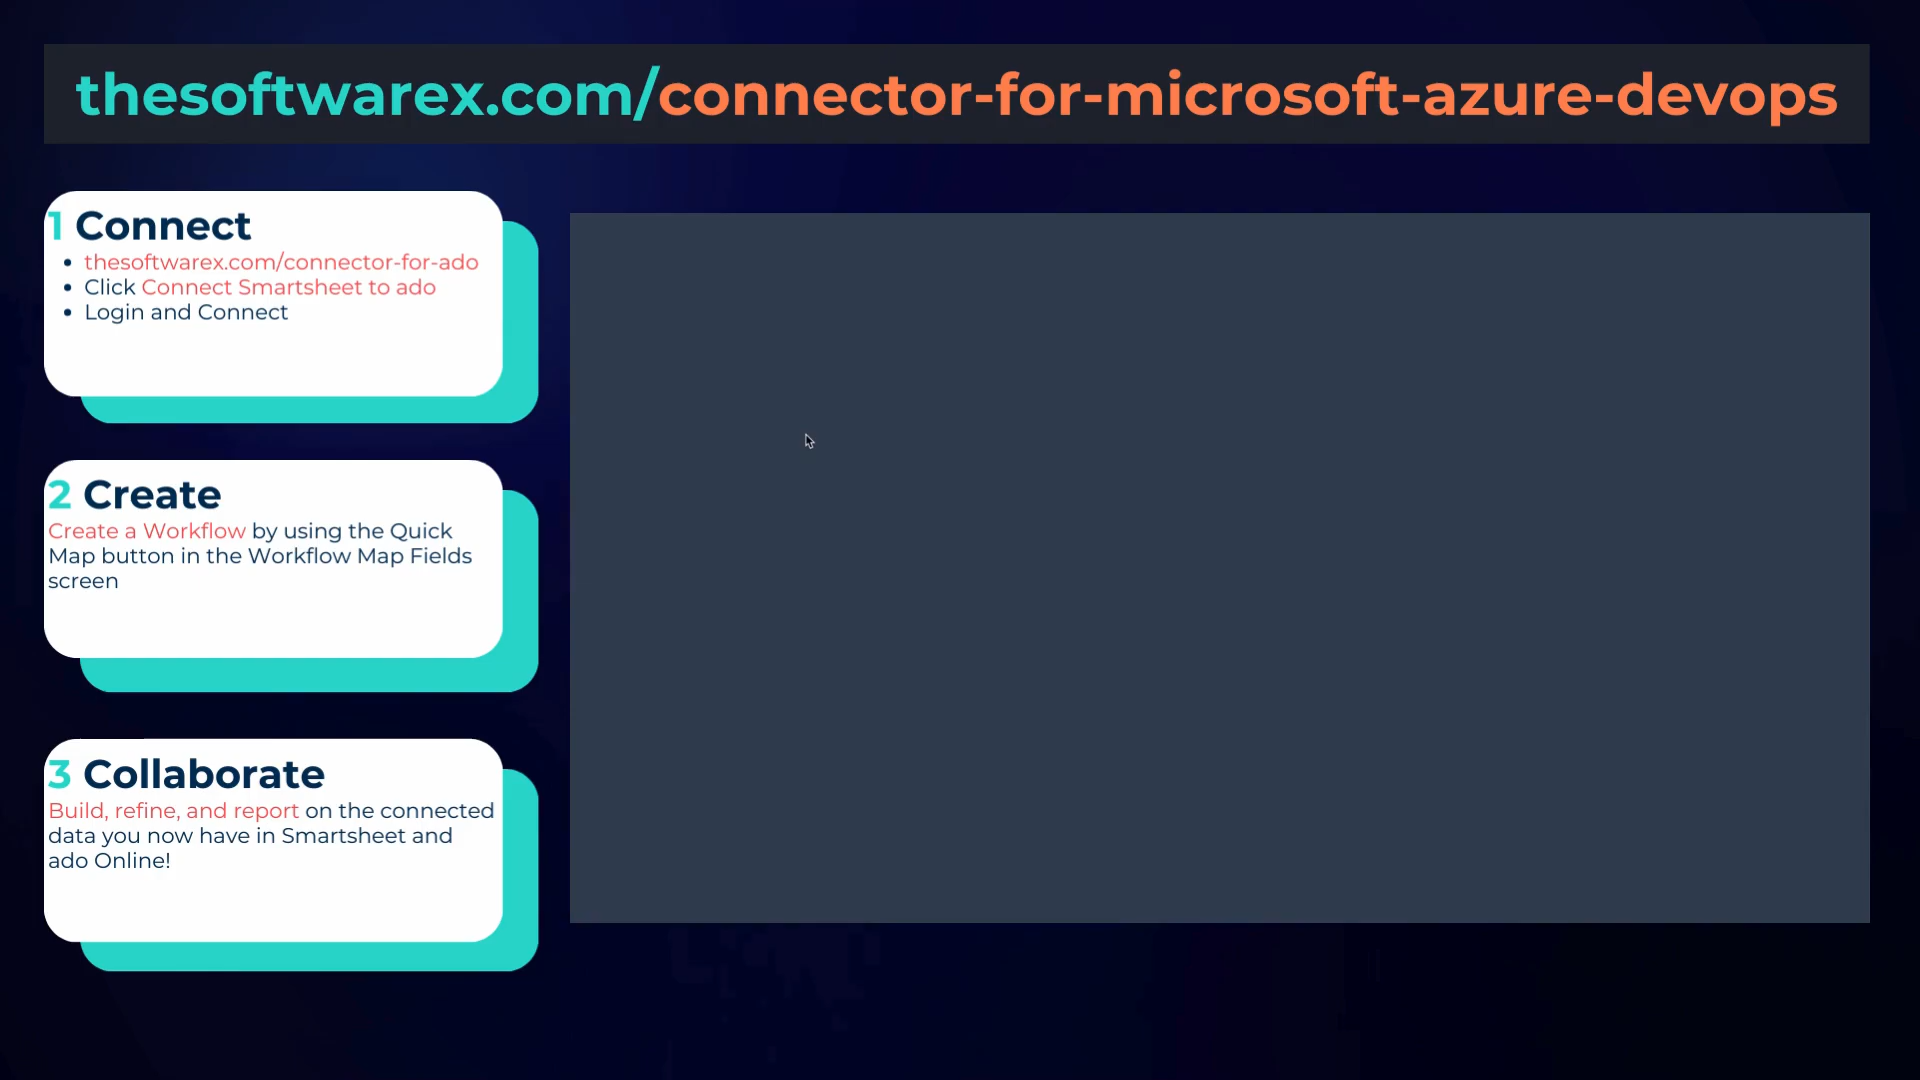 thesoftwarex.com/connector-for-microsoft-azure-devops
1 Connect
• thesoftwarex.com/connector-for-ado
• Click Connect Smartsheet to ado
• Login and Connect
2 Create
Create a Workflow by using the Quick
Map button in the Workflow Map Fields
screen
3 Collaborate
Build, refine, and report on the connected
data you now have in Smartsheet and
ado Online!